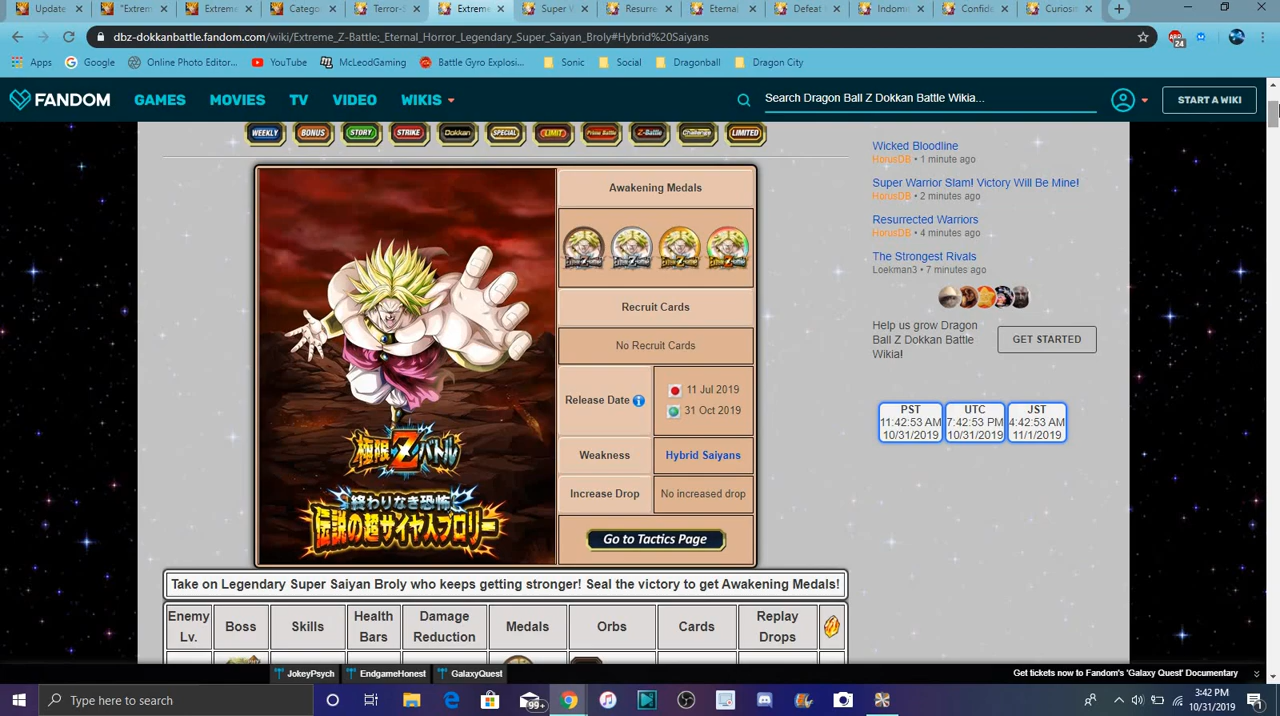 Update
"Extrem
Extreme
Catego
Terror-
Extreme
Super W
Resurre
Eternal
Defeat
Indomi
Confide
Curiosi
dbz-dokkanbattle.fandom.com/wiki/Extreme_Z-Battle:_Eternal_Horror_Legendary_Super_Saiyan_Broly#Hybrid%20Saiyans
24
Apps
Google
Online Photo Editor...
YouTube
McLeodGaming
Battle Gyro Explosi...
Sonic
Social
Dragonball
Dragon City
FANDOM
GAMES
MOVIES
TV
VIDEO
WIKIS
Search Dragon Ball Z Dokkan Battle Wikia...
START A WIKI
WEEKLY
BONUS
STORY
STRIKE
Dokkan
SPECIAL
LIMIT
Prime Battle
Z-Battle
Challenge
LIMITED
Awakening Medals
Recruit Cards
No Recruit Cards
Release Date
11 Jul 2019
31 Oct 2019
Weakness
Hybrid Saiyans
Increase Drop
No increased drop
Go to Tactics Page
極限Zバトル
終わりなき恐怖
伝説の超サイヤ人ブロリー
Wicked Bloodline
HorusDB • 1 minute ago
Super Warrior Slam! Victory Will Be Mine!
HorusDB • 2 minutes ago
Resurrected Warriors
HorusDB • 4 minutes ago
The Strongest Rivals
Loekman3 • 7 minutes ago
Help us grow Dragon
Ball Z Dokkan Battle
Wikia!
GET STARTED
PST
11:42:53 AM
10/31/2019
UTC
7:42:53 PM
10/31/2019
JST
4:42:53 AM
11/1/2019
Take on Legendary Super Saiyan Broly who keeps getting stronger! Seal the victory to get Awakening Medals!
Enemy
Lv.
Boss
Skills
Health
Bars
Damage
Reduction
Medals
Orbs
Cards
Replay
Drops
JokeyPsych
EndgameHonest
GalaxyQuest
Get tickets now to Fandom's 'Galaxy Quest' Documentary
Type here to search
99+
3:42 PM
10/31/2019